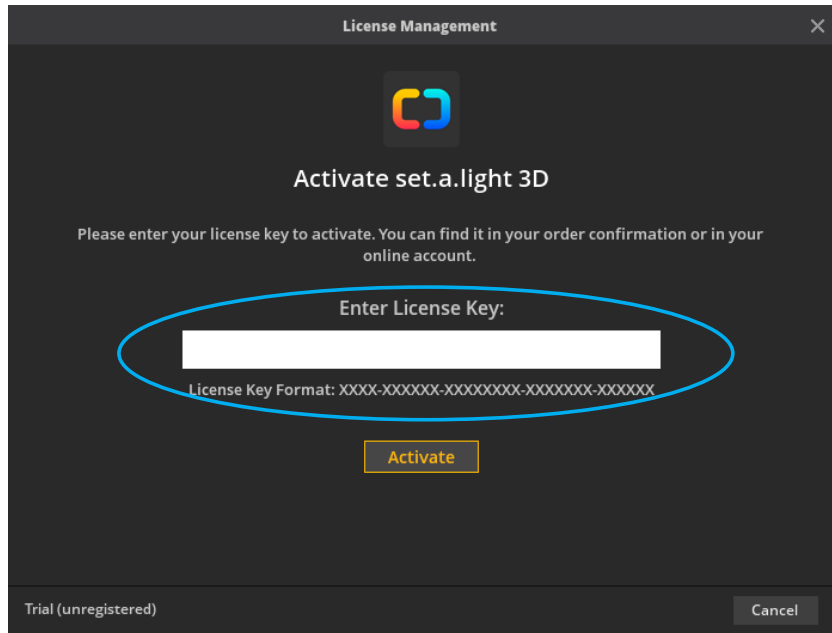 License Management
Activate set.a.light 3D
Please enter your license key to activate. You can find it in your order confirmation or in your
online account.
Enter License Key:
License Key Format: XXXX-XXXXXX-XXXXXXXX-XXXXXXX-XXXXXX
Activate
Trial (unregistered)
Cancel